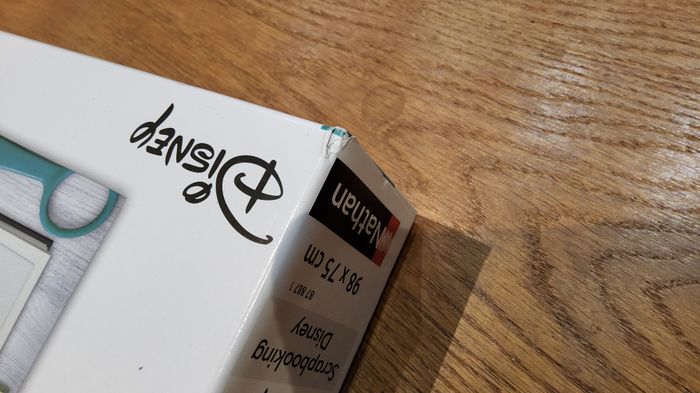 Disney
Nathan
98 x 75 cm
87 887 1
Scrapbooking
Disney